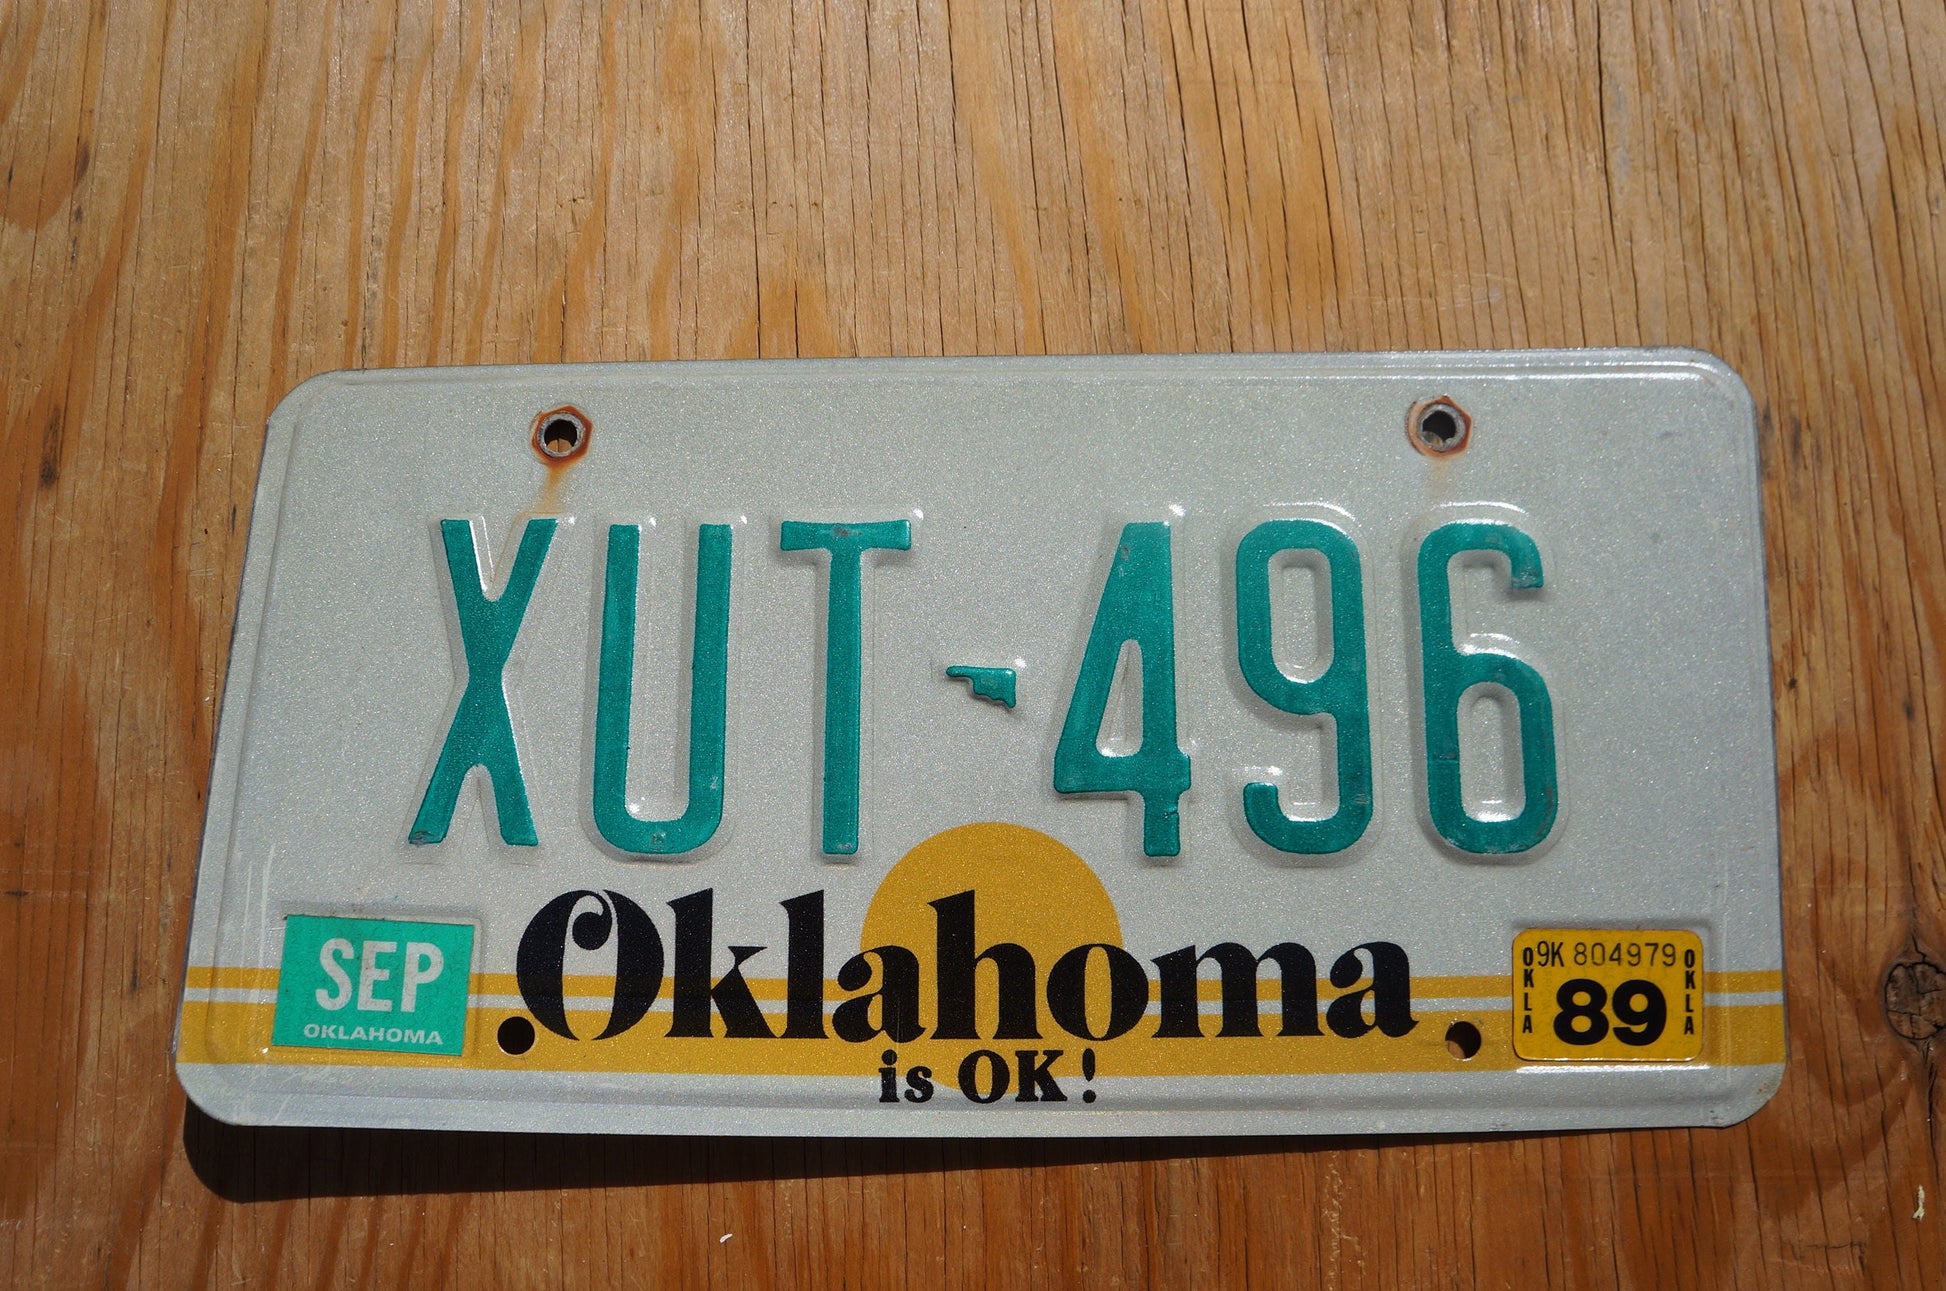 XUT-496
SEP
OKLAHOMA
Oklahoma
is OK!
OKLA
9K 804979
89
OKLA